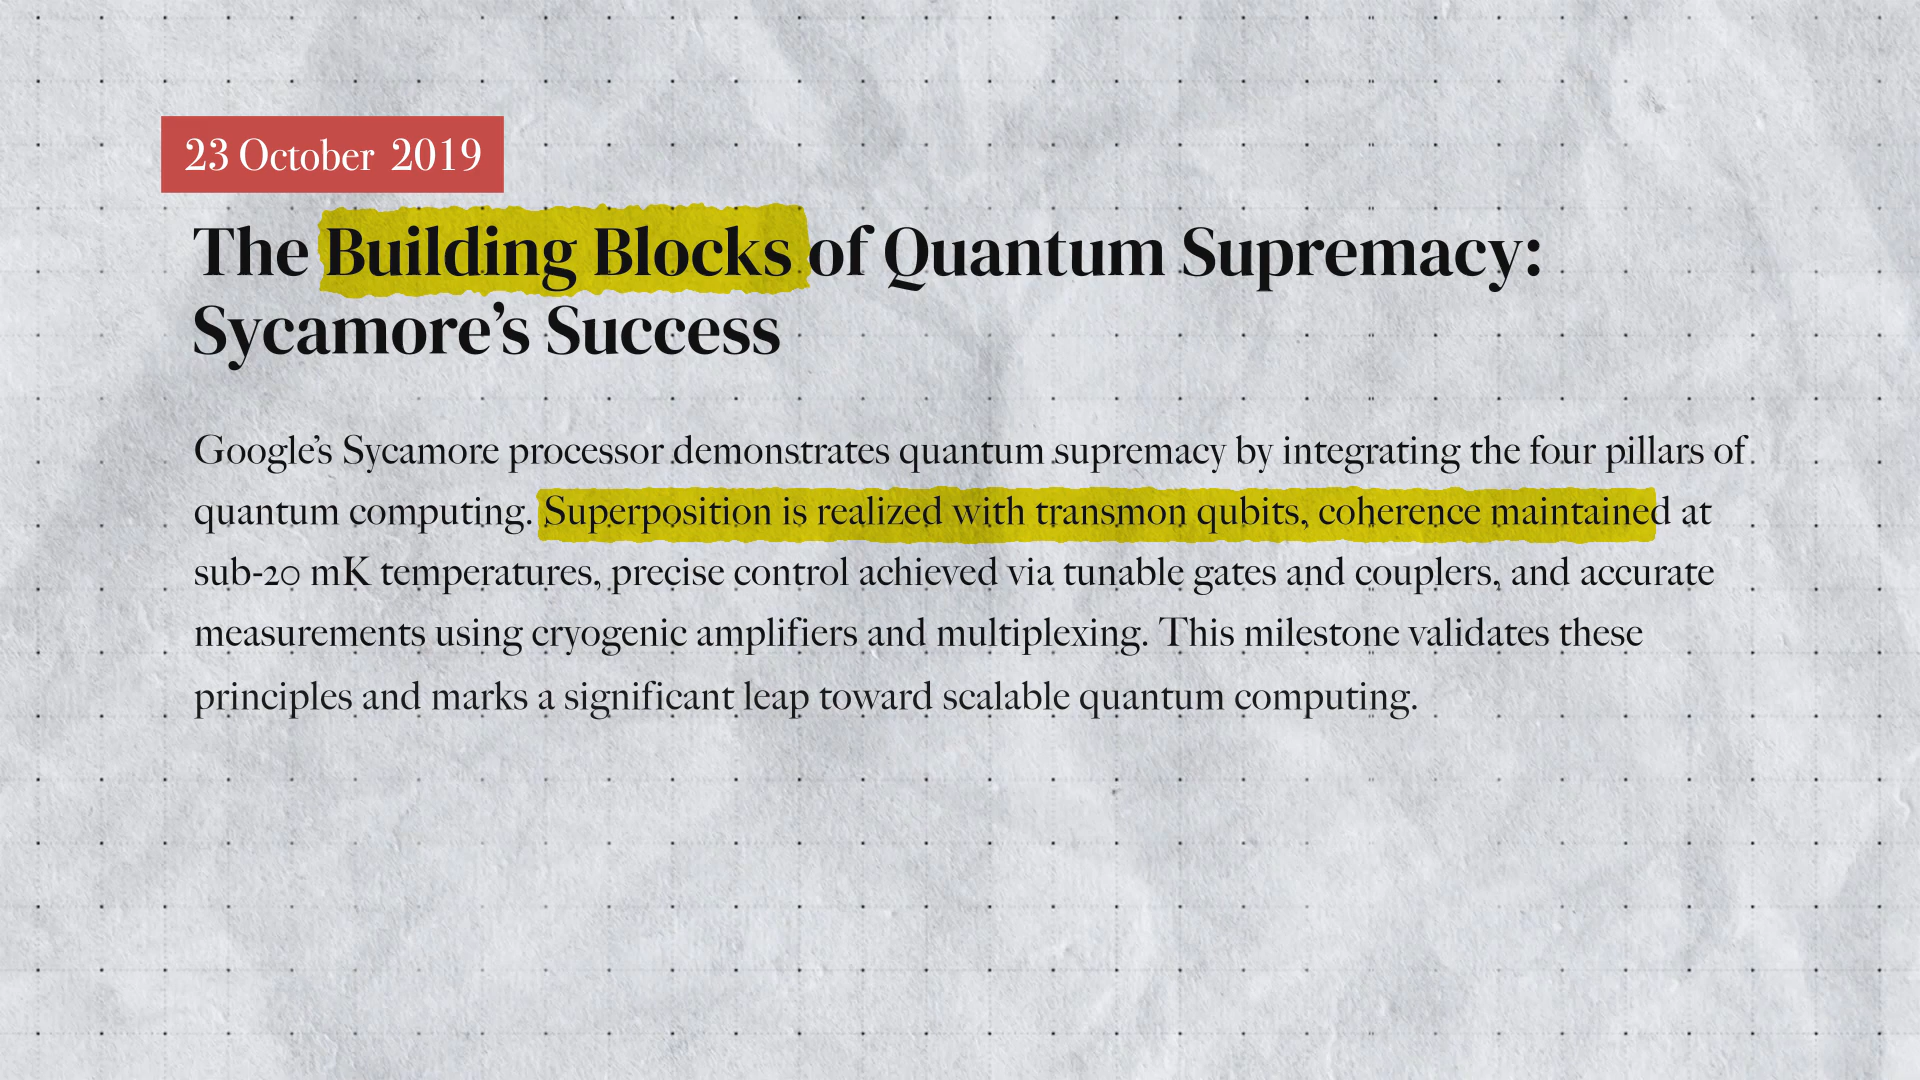 23 October 2019
The Building Blocks of Quantum Supremacy:
Sycamore’s Success
Google’s Sycamore processor demonstrates quantum supremacy by integrating the four pillars of
quantum computing. Superposition is realized with transmon qubits, coherence maintained at
sub-20 mK temperatures, precise control achieved via tunable gates and couplers, and accurate
measurements using cryogenic amplifiers and multiplexing. This milestone validates these
principles and marks a significant leap toward scalable quantum computing.